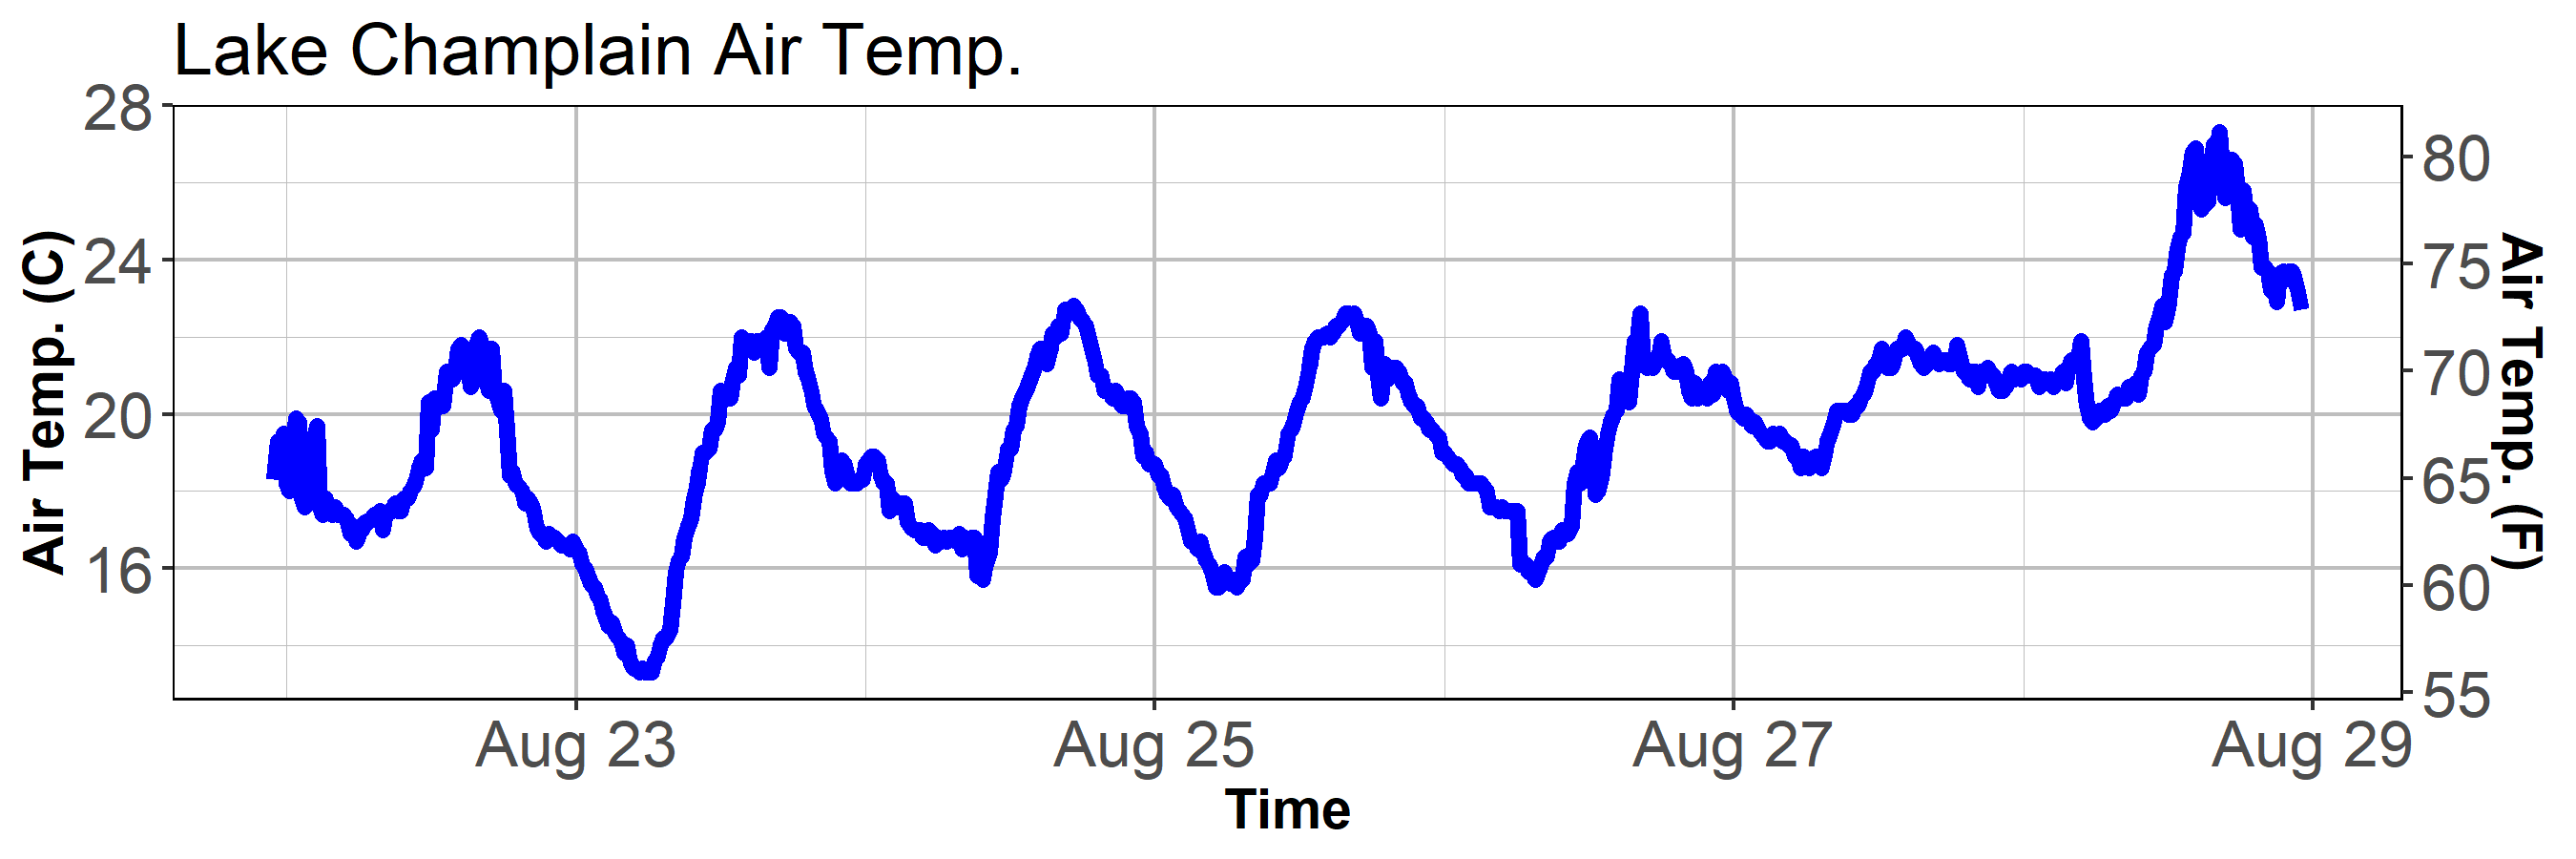 Lake Champlain Air Temp.
28
24
20
16
Air Temp. (C)
80
75
70
65
60
55
Air Temp. (F)
Aug 23 Aug 25 Aug 27 Aug 29
Time